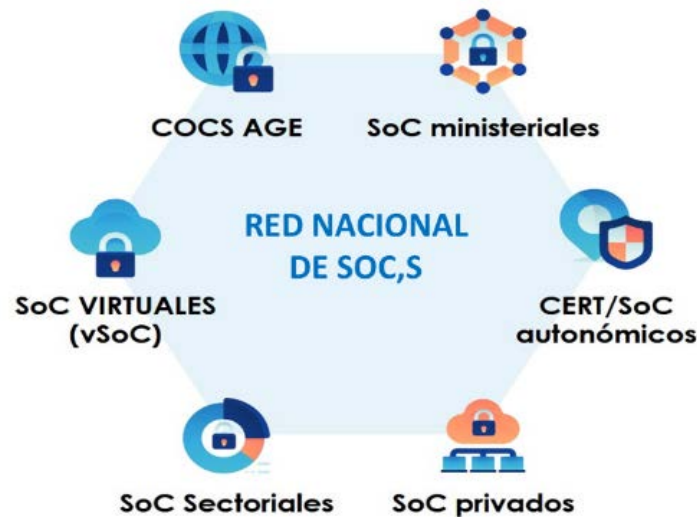 COCS AGE
SoC ministeriales
RED NACIONAL
DE SOC,S
SoC VIRTUALES
(vSoC)
CERT/SoC
autonómicos
SoC Sectoriales
SoC privados